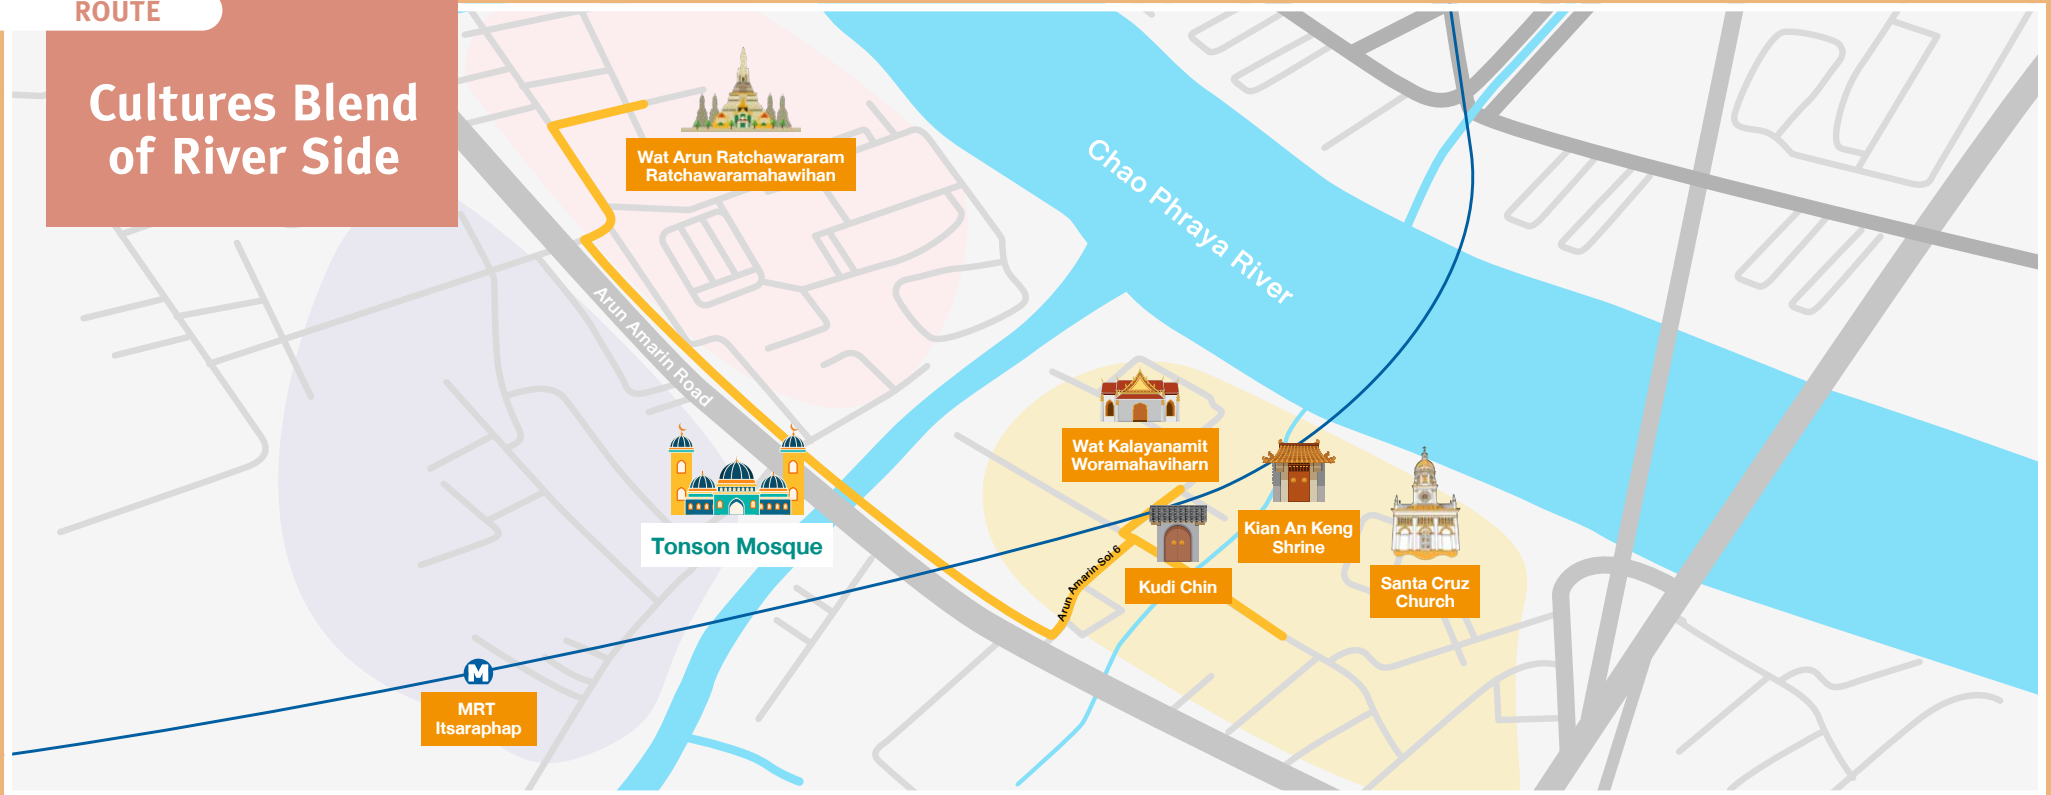 ROUTE
Cultures Blend
of River Side
Wat Arun Ratchawararam
Ratchawaramahawihan
Chao Phraya River
Arun Amarin Road
Wat Kalayanamit
Woramahaviharn
Kian An Keng
Shrine
Tonson Mosque
Arun Amarin Soi 6
Kudi Chin
Santa Cruz
Church
M
MRT
Itsaraphap